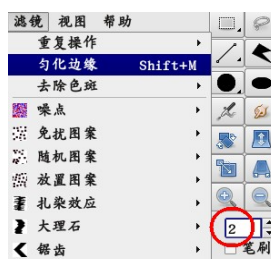 滤镜 视图 帮助
重复操作
匀化边缘 Shift+M
去除色斑
噪点
免扰图案
随机图案
放置图案
扎染效应
大理石
2
锯齿
笔刷